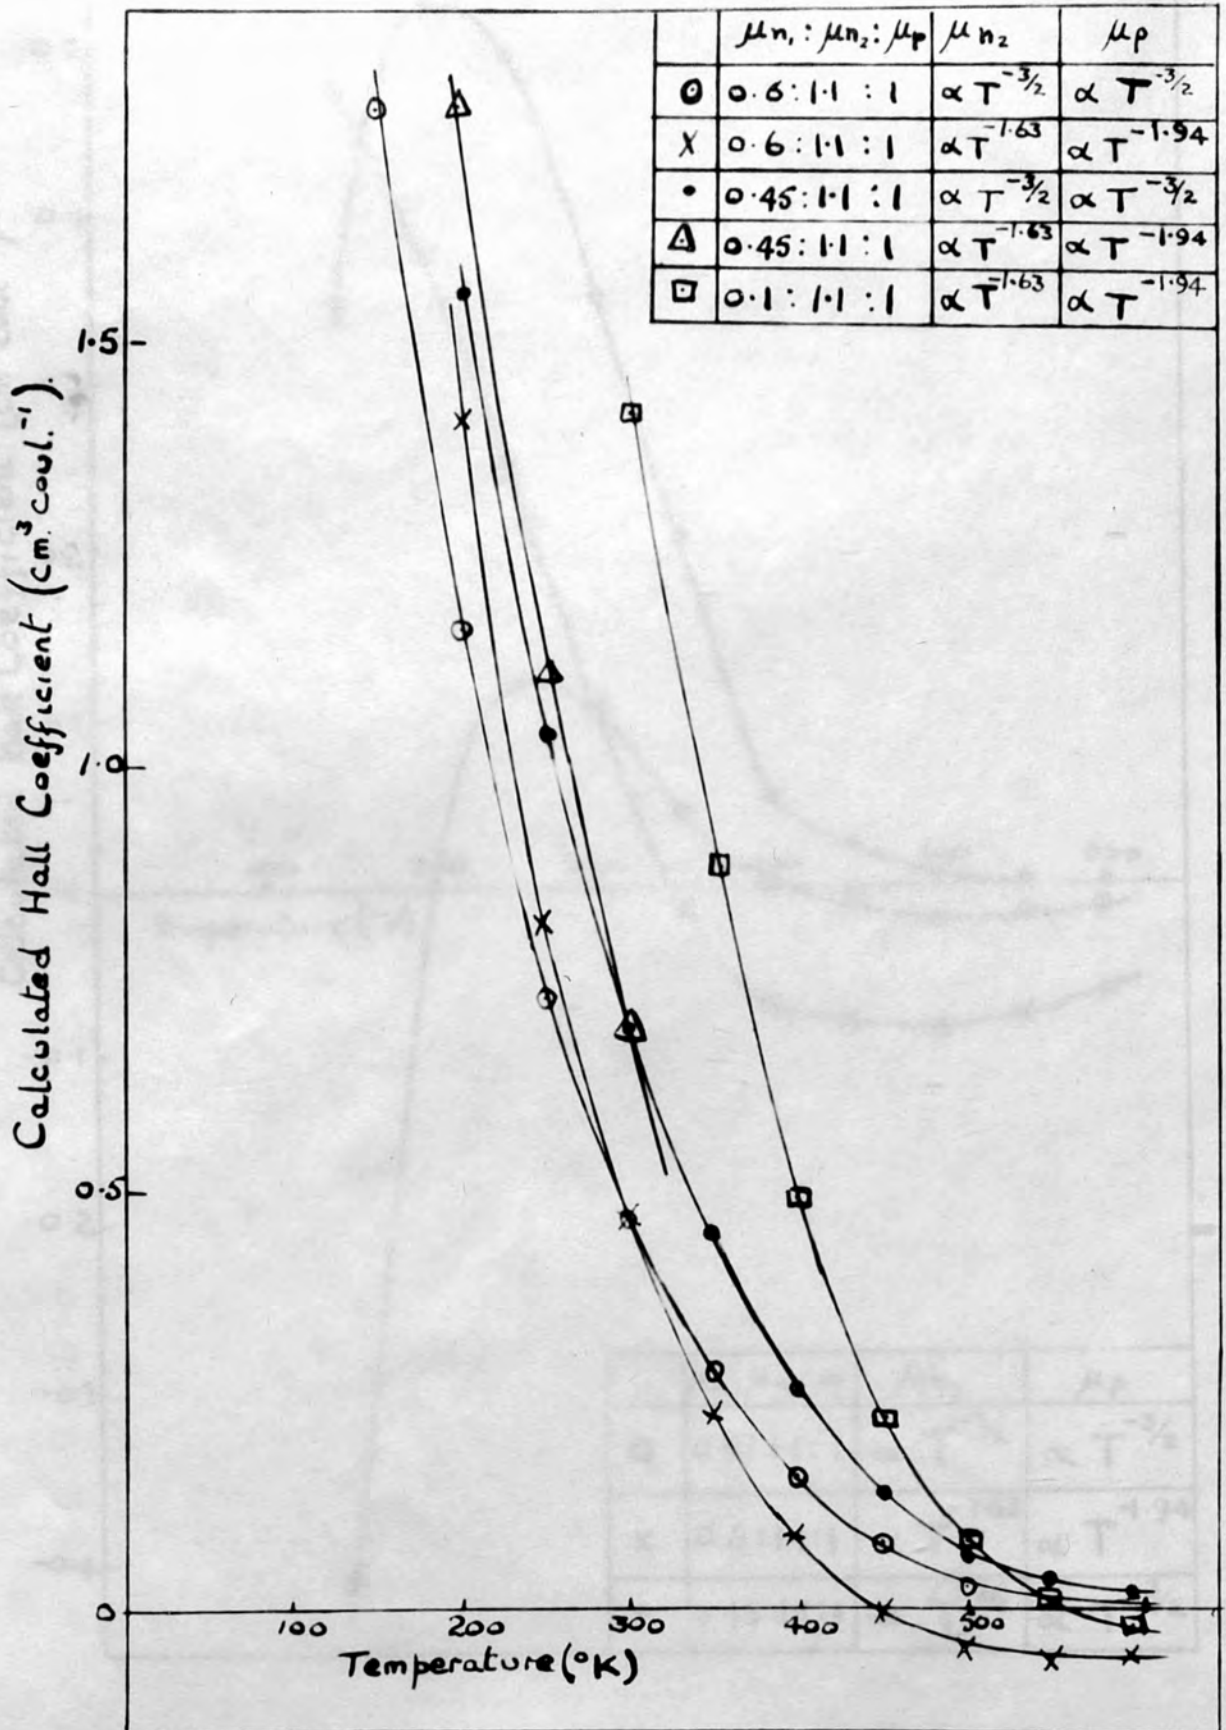 μn₁ : μn₂ : μp | μn₂ | μp
⊙ 0.6 : 1.1 : 1 | ∝ T^-3/2 | ∝ T^-3/2
x 0.6 : 1.1 : 1 | ∝ T^-1.63 | ∝ T^-1.94
• 0.45 : 1.1 : 1 | ∝ T^-3/2 | ∝ T^-3/2
△ 0.45 : 1.1 : 1 | ∝ T^-1.63 | ∝ T^-1.94
⊡ 0.1 : 1.1 : 1 | ∝ T^-1.63 | ∝ T^-1.94
Calculated Hall Coefficient (cm³ coul.⁻¹).
1.5
1.0
0.5
0
100 200 300 400 500
Temperature (°K)